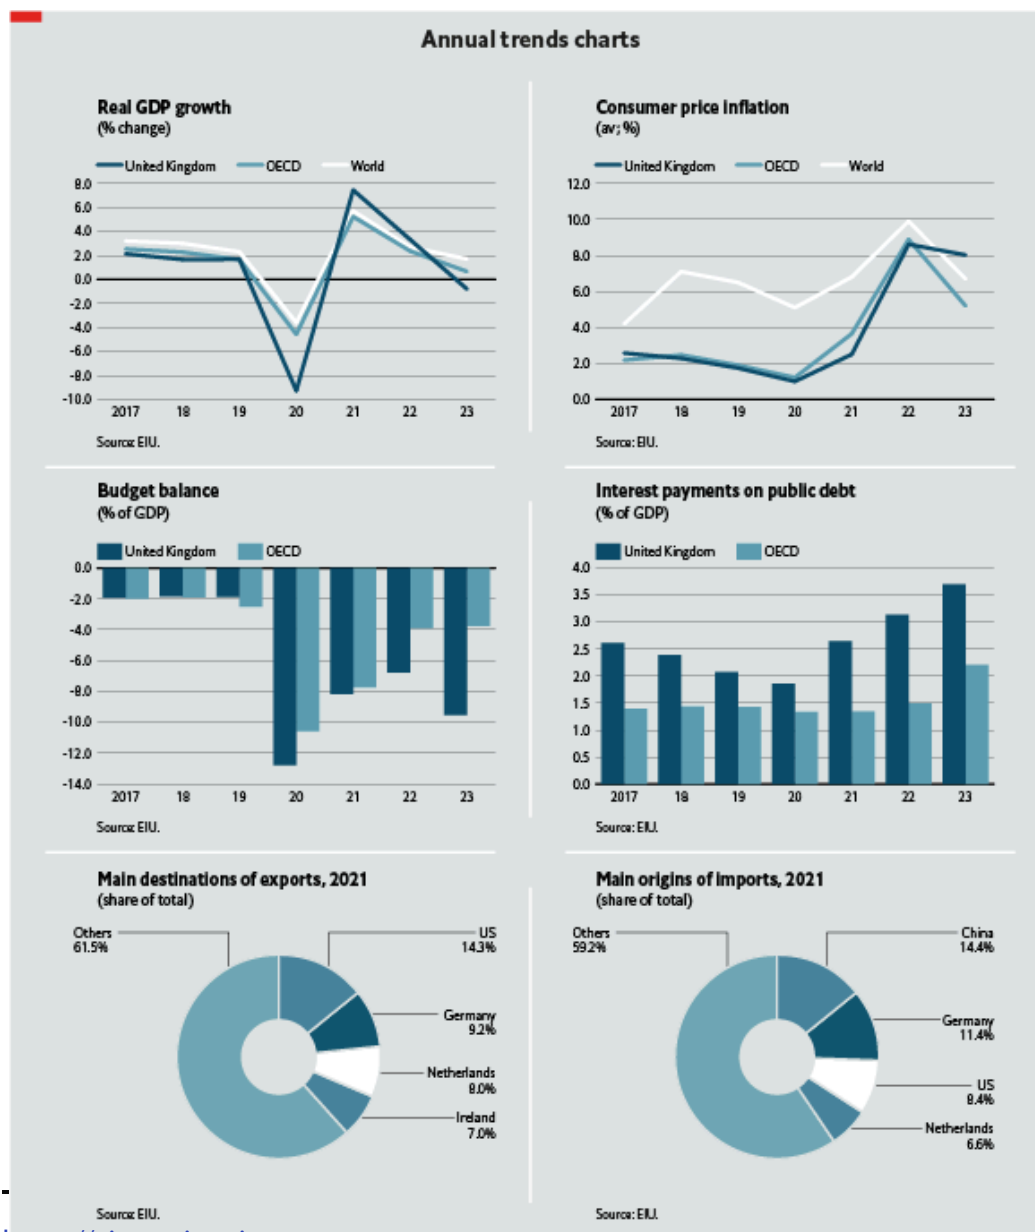 Annual trends charts
Real GDP growth
(% change)
United Kingdom OECD World
8.0
6.0
4.0
2.0
0.0
-2.0
-4.0
-6.0
-8.0
-10.0
2017 18 19 20 21 22 23
Source: EIU.
Consumer price inflation
(av; %)
United Kingdom OECD World
12.0
10.0
8.0
6.0
4.0
2.0
0.0
2017 18 19 20 21 22 23
Source: EIU.
Budget balance
(% of GDP)
United Kingdom OECD
0.0
-2.0
-4.0
-6.0
-8.0
-10.0
-12.0
-14.0
2017 18 19 20 21 22 23
Source: EIU.
Interest payments on public debt
(% of GDP)
United Kingdom OECD
4.0
3.5
3.0
2.5
2.0
1.5
1.0
0.5
0.0
2017 18 19 20 21 22 23
Source: EIU.
Main destinations of exports, 2021
(share of total)
Others
61.5%
US
14.3%
Germany
9.2%
Netherlands
8.0%
Ireland
7.0%
Source: EIU.
Main origins of imports, 2021
(share of total)
Others
59.2%
China
14.4%
Germany
11.4%
US
8.4%
Netherlands
6.6%
Source: EIU.